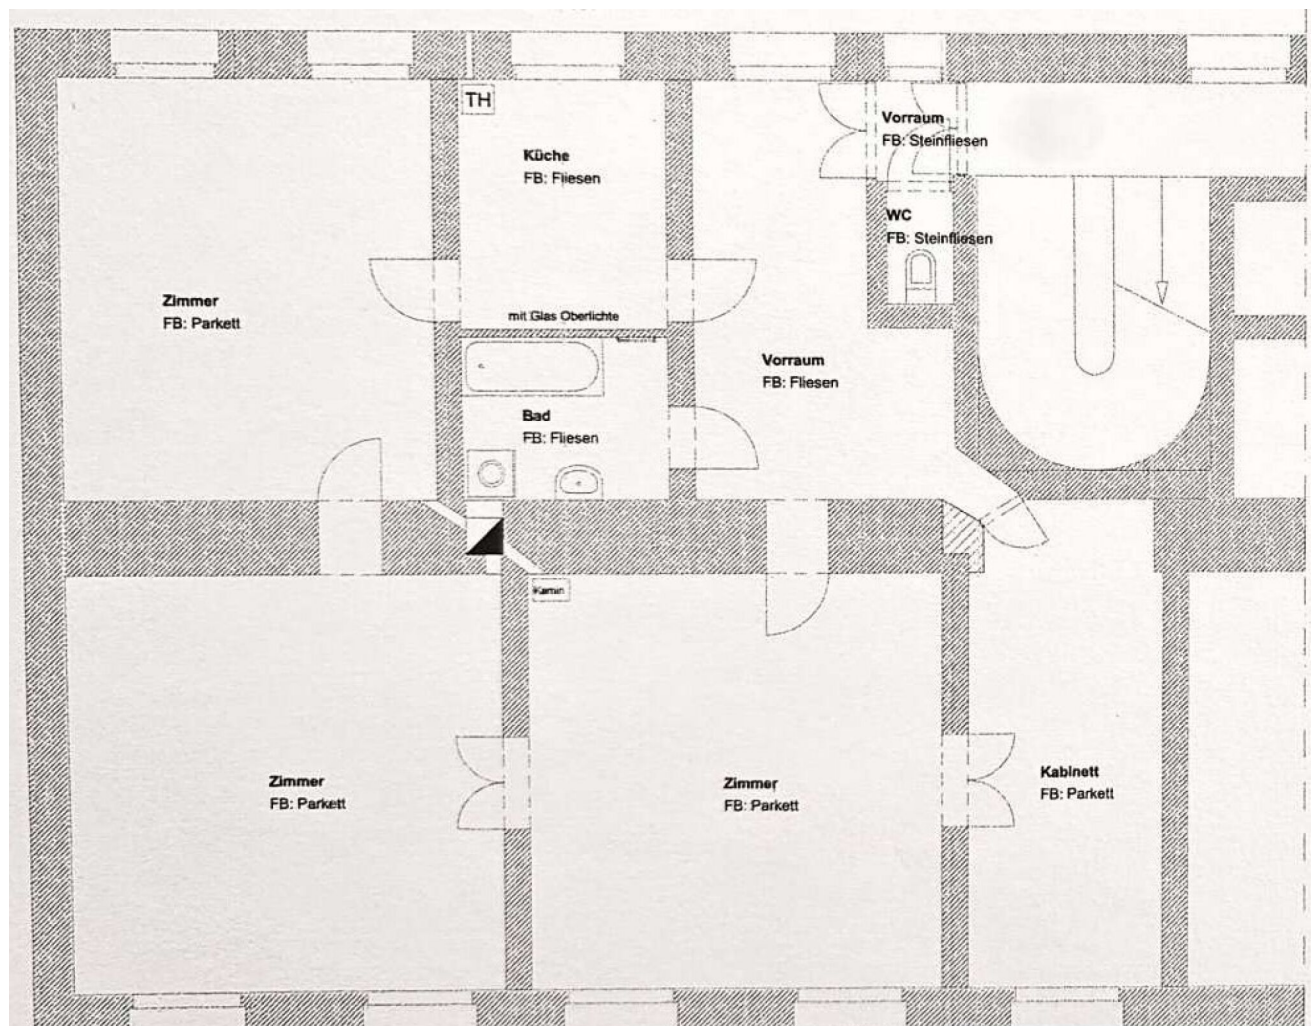 TH
Küche
FB: Fliesen
Vorraum
FB: Steinfliesen
WC
FB: Steinfliesen
Zimmer
FB: Parkett
mit Glas Oberlichte
Vorraum
FB: Fliesen
Bad
FB: Fliesen
Kamin
Zimmer
FB: Parkett
Zimmer
FB: Parkett
Kabinett
FB: Parkett